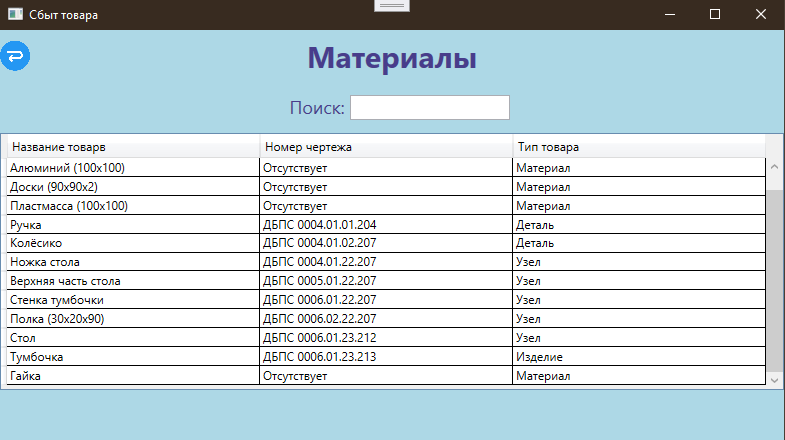 Сбыт товара
Материалы
Поиск:
Название товарв Номер чертежа Тип товара
Алюминий (100x100) Отсутствует Материал
Доски (90x90x2) Отсутствует Материал
Пластмасса (100x100) Отсутствует Материал
Ручка ДБПС 0004.01.01.204 Деталь
Колёсико ДБПС 0004.01.02.207 Деталь
Ножка стола ДБПС 0004.01.22.207 Узел
Верхняя часть стола ДБПС 0005.01.22.207 Узел
Стенка тумбочки ДБПС 0006.01.22.207 Узел
Полка (30x20x90) ДБПС 0006.02.22.207 Узел
Стол ДБПС 0006.01.23.212 Узел
Тумбочка ДБПС 0006.01.23.213 Изделие
Гайка Отсутствует Материал